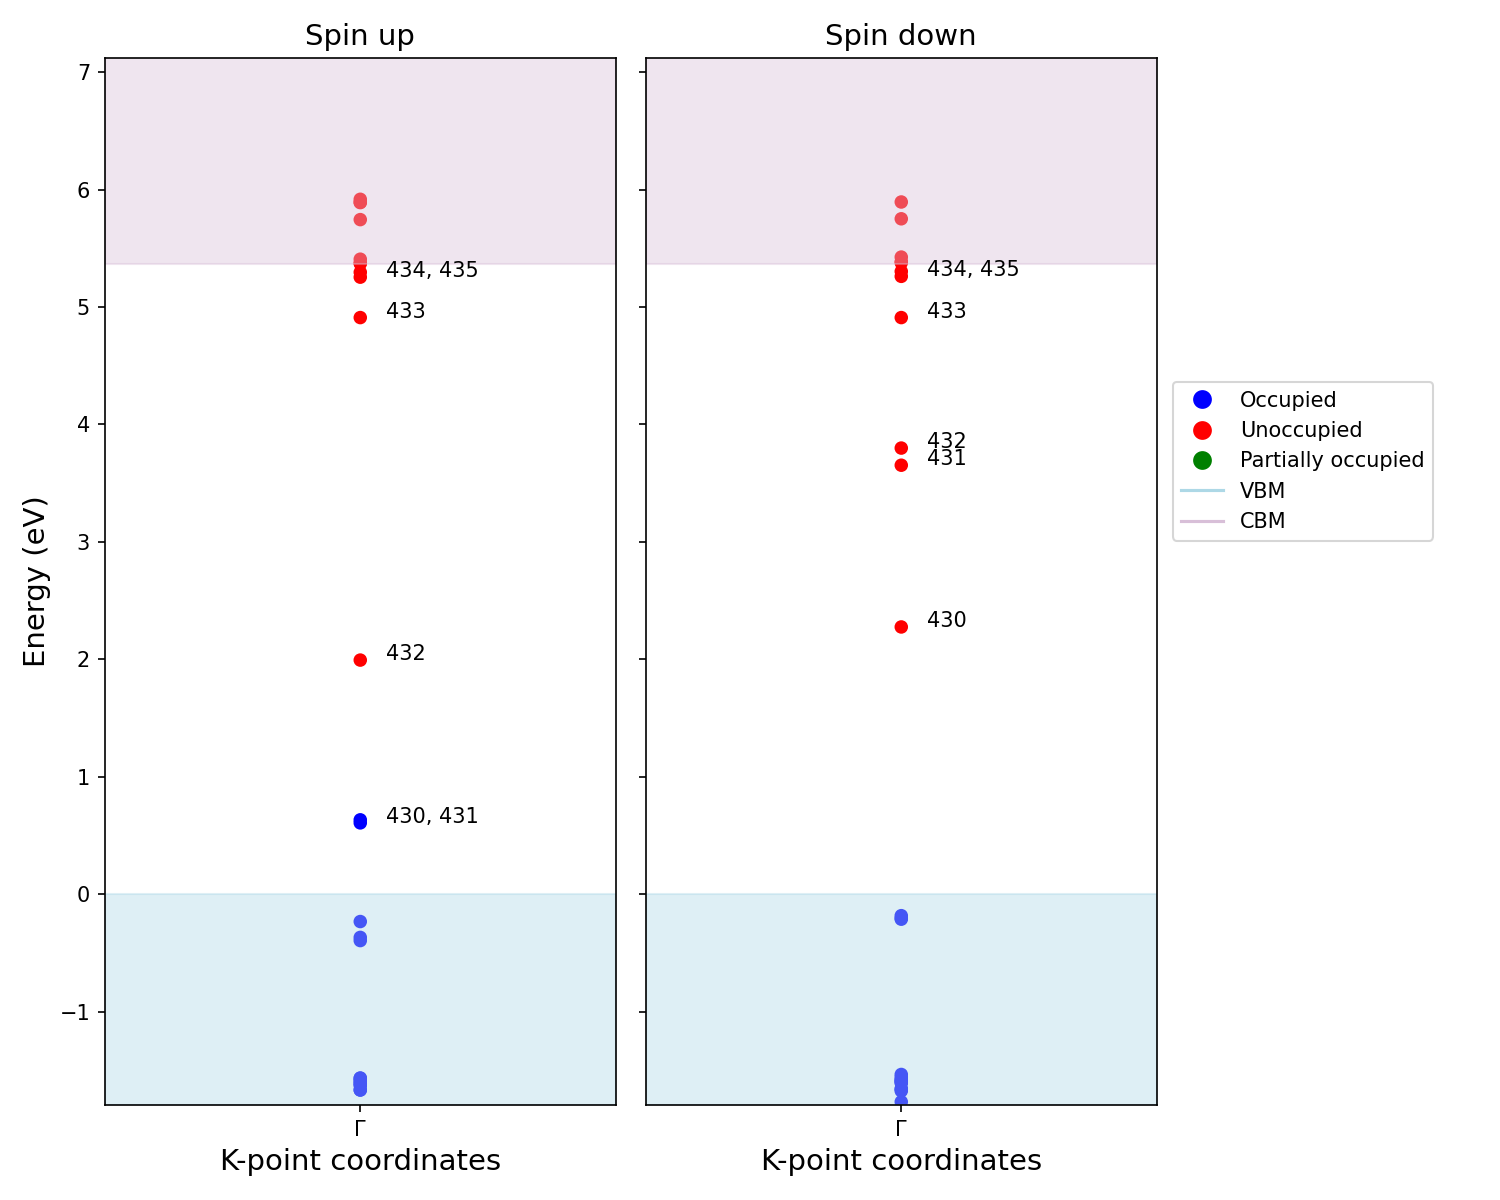 Spin up
Spin down
Energy (eV)
7
6
5
4
3
2
1
0
−1
434, 435
433
432
430, 431
434, 435
433
432
431
430
Γ
Γ
K-point coordinates
K-point coordinates
Occupied
Unoccupied
Partially occupied
VBM
CBM